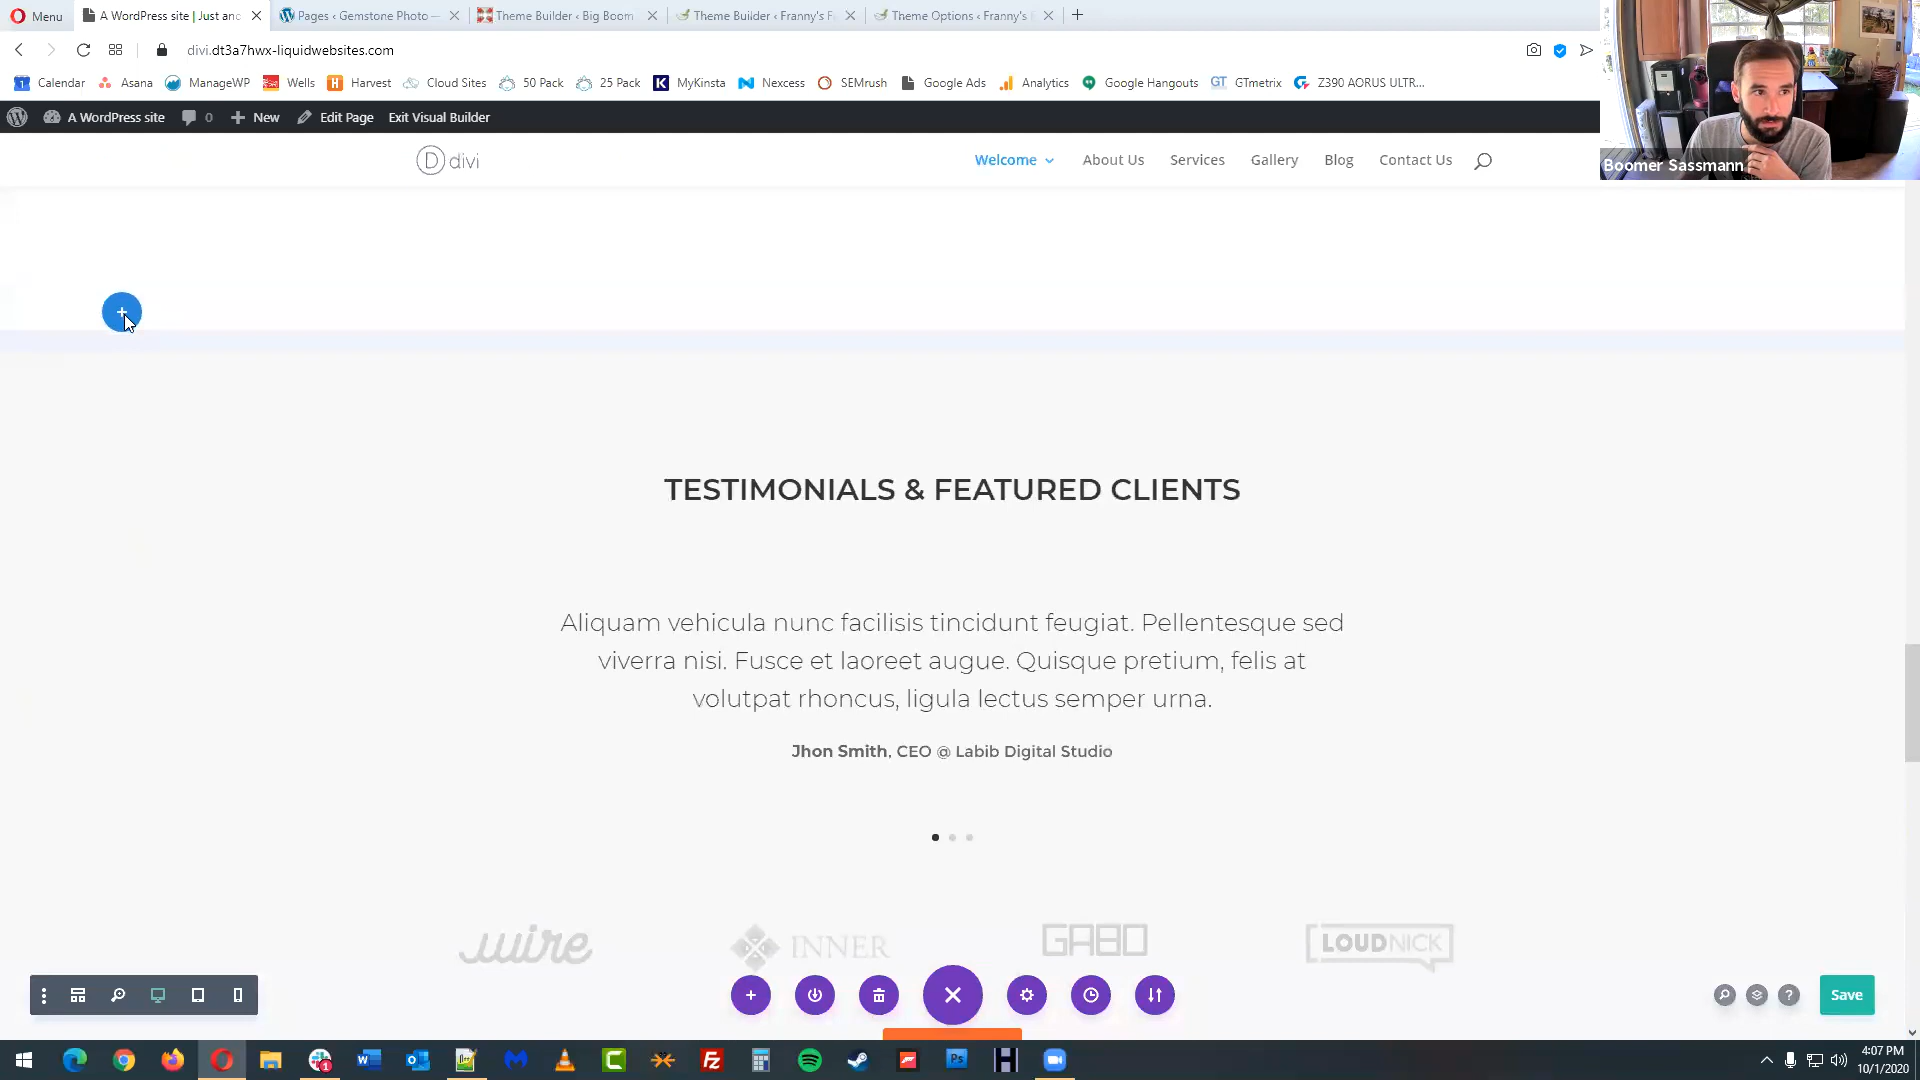 Menu
A WordPress site | Just an
Pages ‹ Gemstone Photo —
Theme Builder ‹ Big Boom
Theme Builder ‹ Franny's F
Theme Options ‹ Franny's
divi.dt3a7hwx-liquidwebsites.com
Calendar
Asana
ManageWP
Wells
Harvest
Cloud Sites
50 Pack
25 Pack
MyKinsta
Nexcess
SEMrush
Google Ads
Analytics
Google Hangouts
GT GTmetrix
Z390 AORUS ULTR...
A WordPress site
0
New
Edit Page
Exit Visual Builder
Boomer Sassmann
D divi
Welcome
About Us
Services
Gallery
Blog
Contact Us
TESTIMONIALS & FEATURED CLIENTS
Aliquam vehicula nunc facilisis tincidunt feugiat. Pellentesque sed
viverra nisi. Fusce et laoreet augue. Quisque pretium, felis at
volutpat rhoncus, ligula lectus semper urna.
Jhon Smith, CEO @ Labib Digital Studio
wire
INNER
GABO
LOUDNICK
?
Save
4:07 PM
10/1/2020